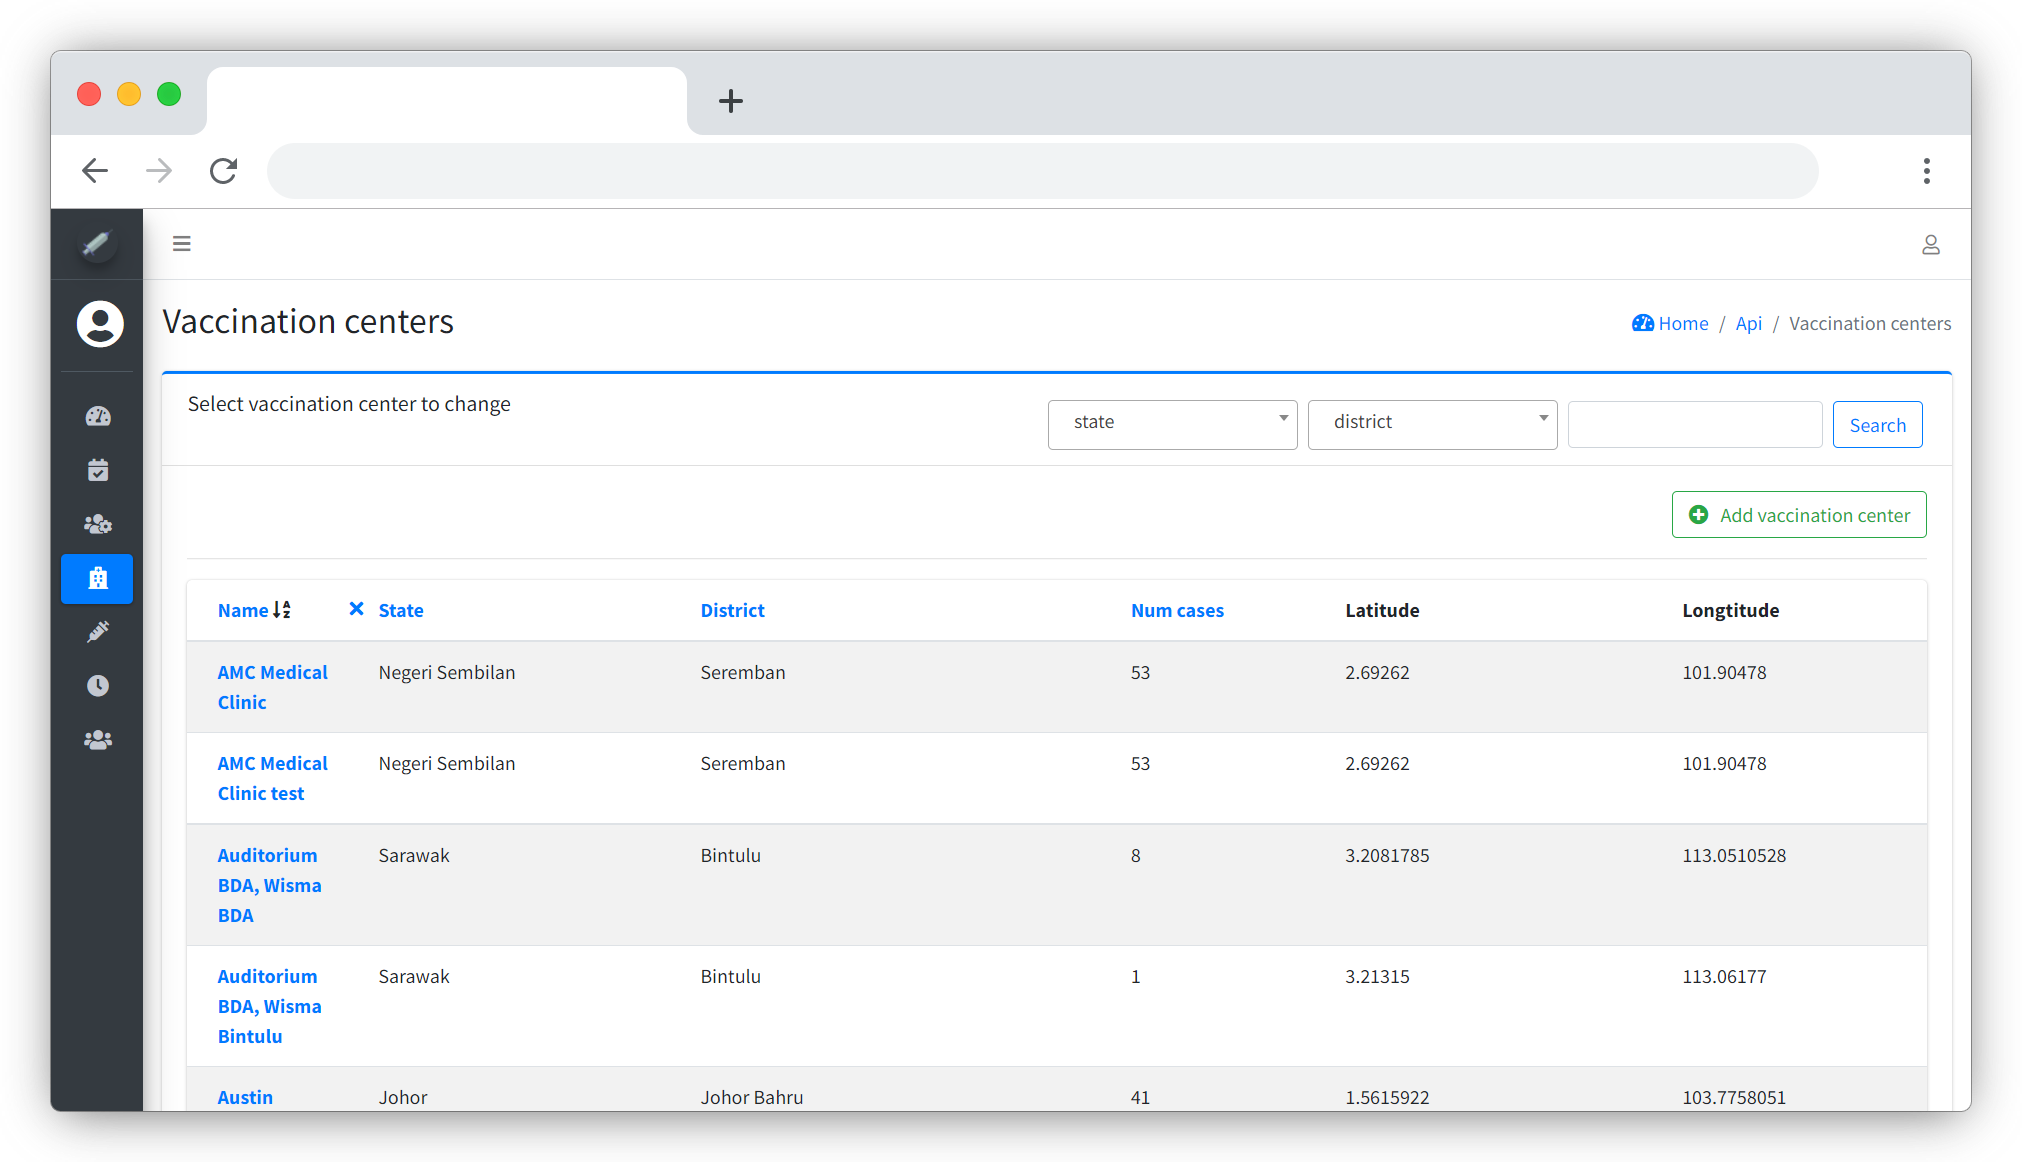 Vaccination centers
Home / Api / Vaccination centers
Select vaccination center to change
state
district
Search
Add vaccination center
Name State District Num cases Latitude Longtitude
AMC Medical Negeri Sembilan Seremban 53 2.69262 101.90478
Clinic
AMC Medical Negeri Sembilan Seremban 53 2.69262 101.90478
Clinic test
Auditorium Sarawak Bintulu 8 3.2081785 113.0510528
BDA, Wisma
BDA
Auditorium Sarawak Bintulu 1 3.21315 113.06177
BDA, Wisma
Bintulu
Austin Johor Johor Bahru 41 1.5615922 103.7758051